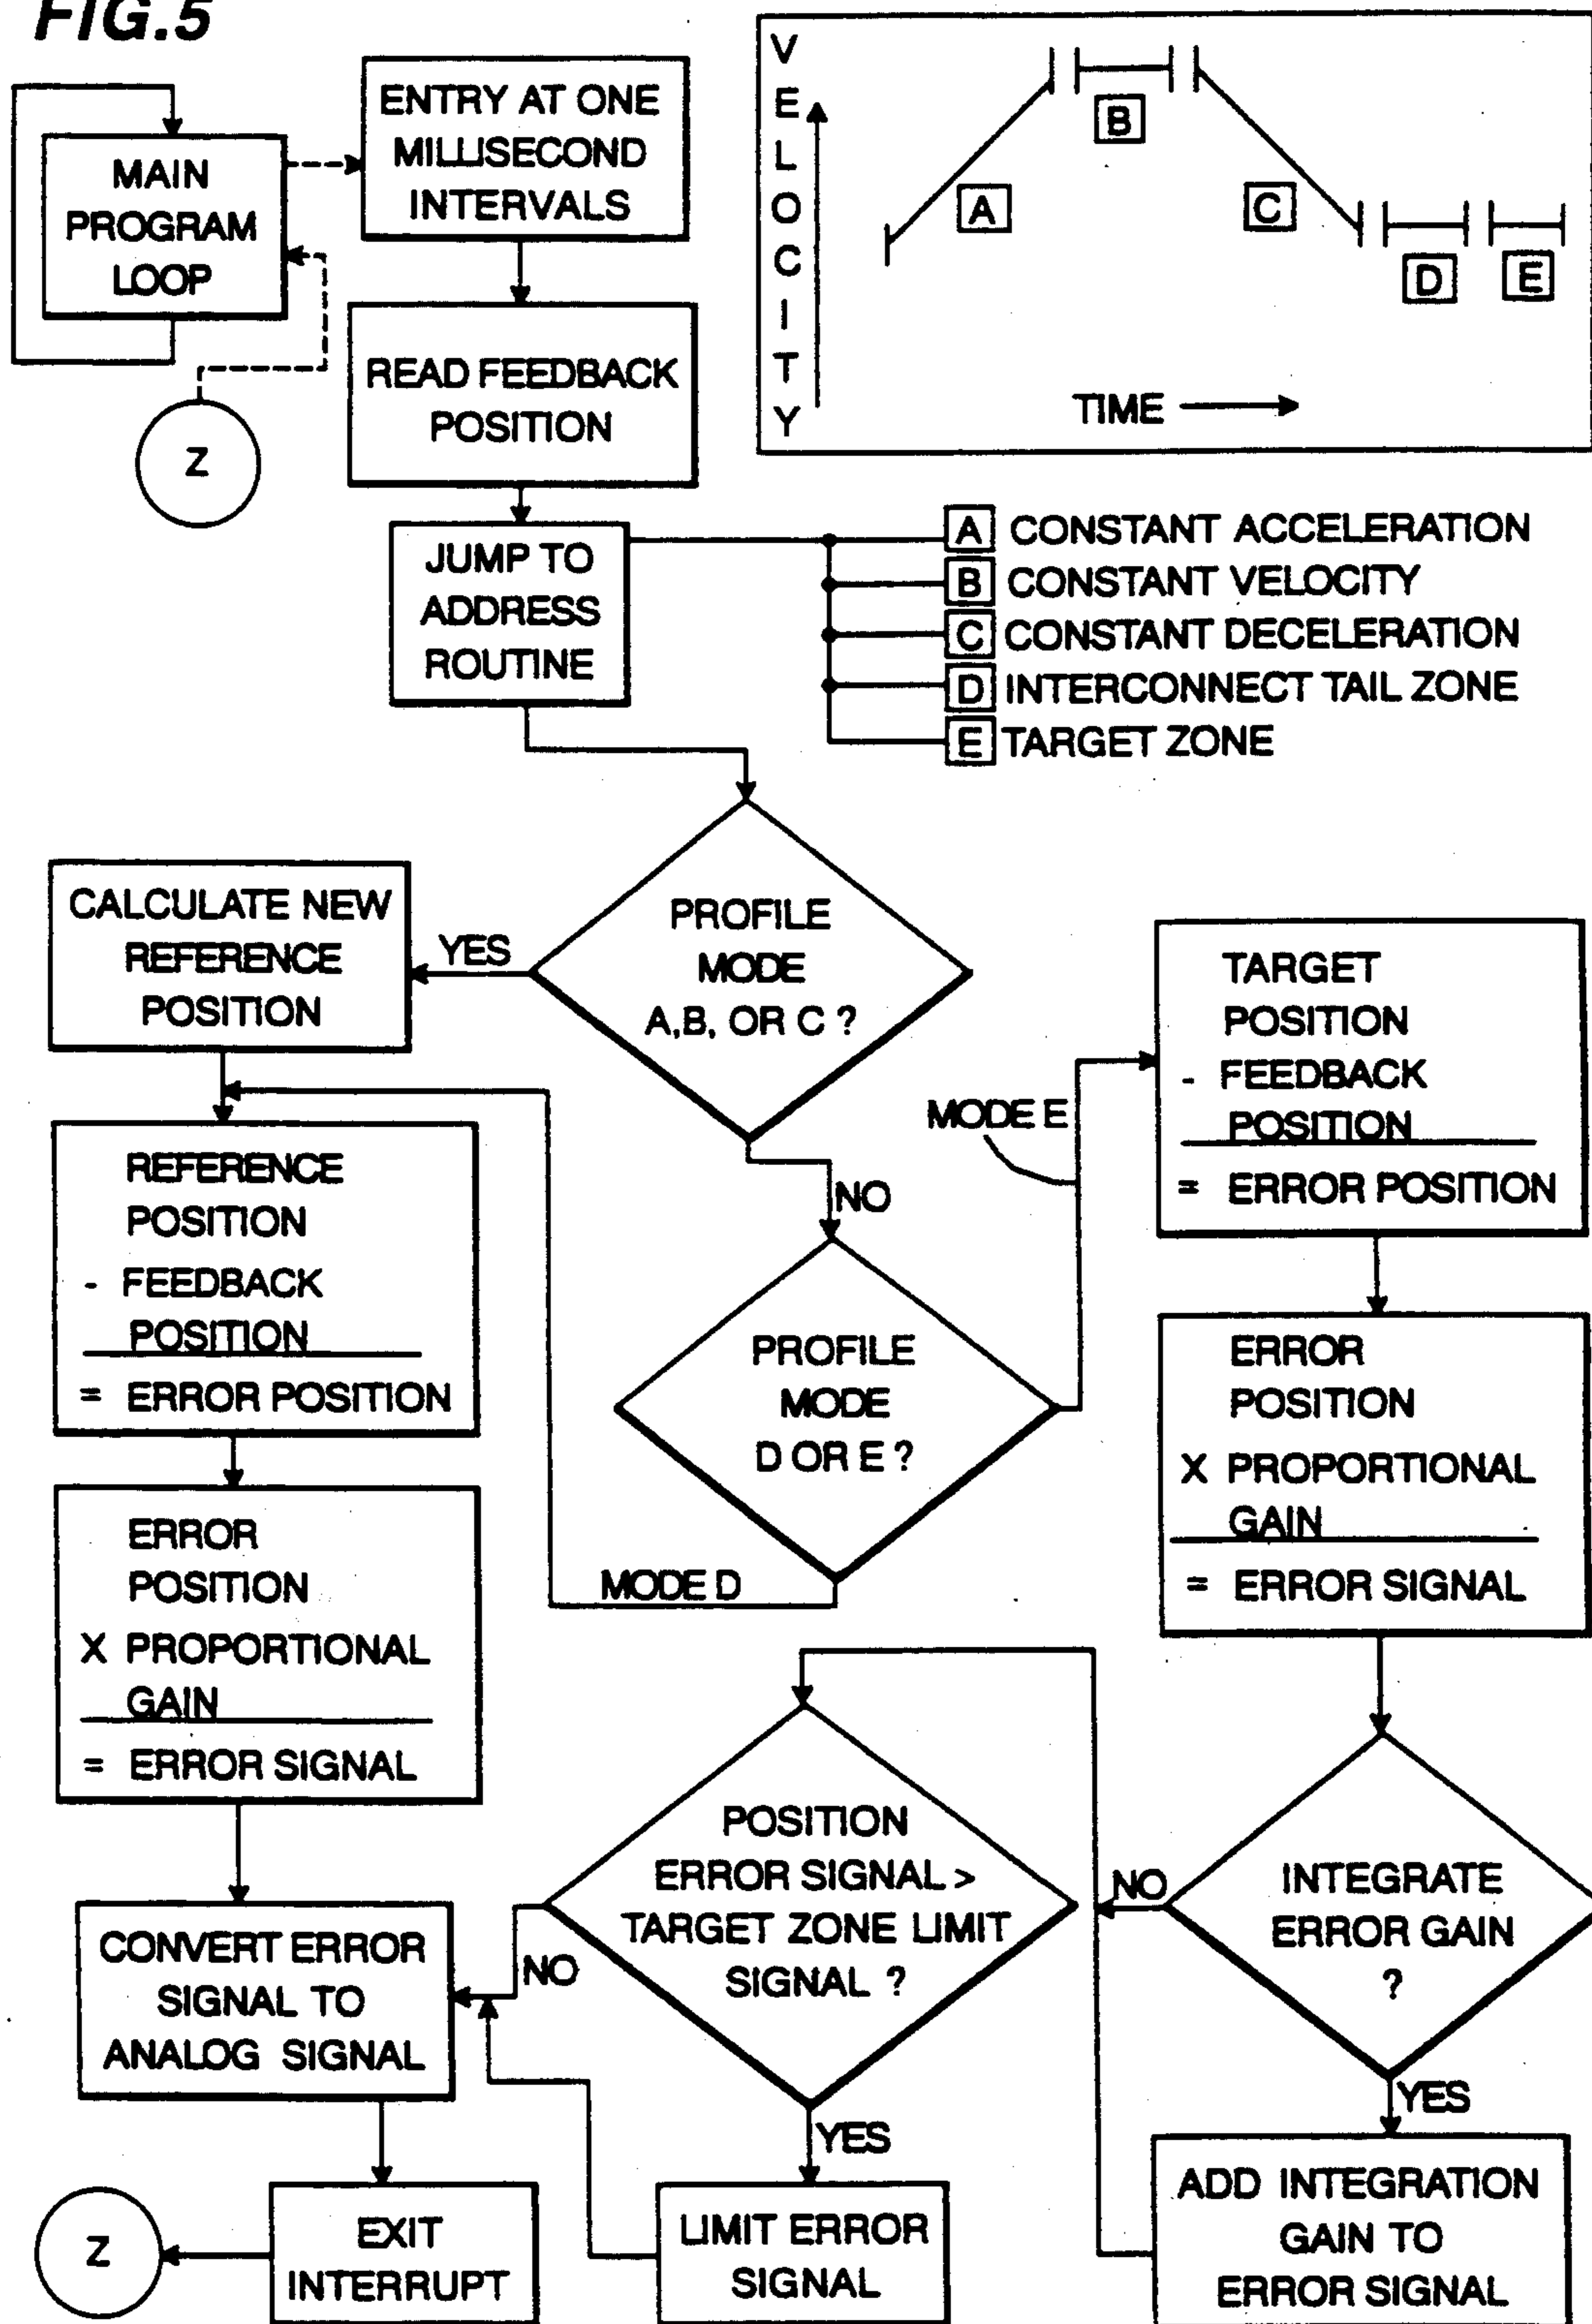 FIG.5
MAIN
PROGRAM
LOOP
Z
ENTRY AT ONE
MILLISECOND
INTERVALS
READ FEEDBACK
POSITION
VELOCITY
A
B
C
D
E
TIME
JUMP TO
ADDRESS
ROUTINE
A CONSTANT ACCELERATION
B CONSTANT VELOCITY
C CONSTANT DECELERATION
D INTERCONNECT TAIL ZONE
E TARGET ZONE
PROFILE
MODE
A,B, OR C ?
YES
NO
CALCULATE NEW
REFERENCE
POSITION
REFERENCE
POSITION
- FEEDBACK
POSITION
= ERROR POSITION
ERROR
POSITION
X PROPORTIONAL
GAIN
= ERROR SIGNAL
PROFILE
MODE
D OR E ?
MODE D
MODE E
TARGET
POSITION
- FEEDBACK
POSITION
= ERROR POSITION
ERROR
POSITION
X PROPORTIONAL
GAIN
= ERROR SIGNAL
INTEGRATE
ERROR GAIN
?
NO
YES
ADD INTEGRATION
GAIN TO
ERROR SIGNAL
POSITION
ERROR SIGNAL >
TARGET ZONE LIMIT
SIGNAL ?
NO
YES
LIMIT ERROR
SIGNAL
CONVERT ERROR
SIGNAL TO
ANALOG SIGNAL
EXIT
INTERRUPT
Z